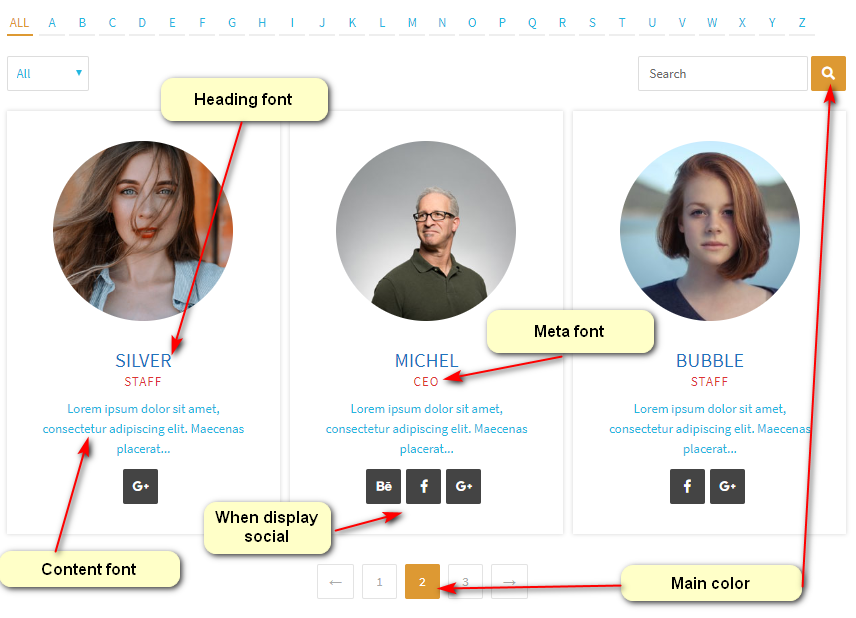 ALL A B C D E F G H I J K L M N O P Q R S T U V W X Y Z
All
Search
Heading font
SILVER
STAFF
Lorem ipsum dolor sit amet,
consectetur adipiscing elit. Maecenas
placerat...
G+
Meta font
MICHEL
CEO
Lorem ipsum dolor sit amet,
consectetur adipiscing elit. Maecenas
placerat...
Bē f G+
BUBBLE
STAFF
Lorem ipsum dolor sit amet,
consectetur adipiscing elit. Maecenas
placerat...
f G+
When display
social
Content font
← 1 2 3 →
Main color